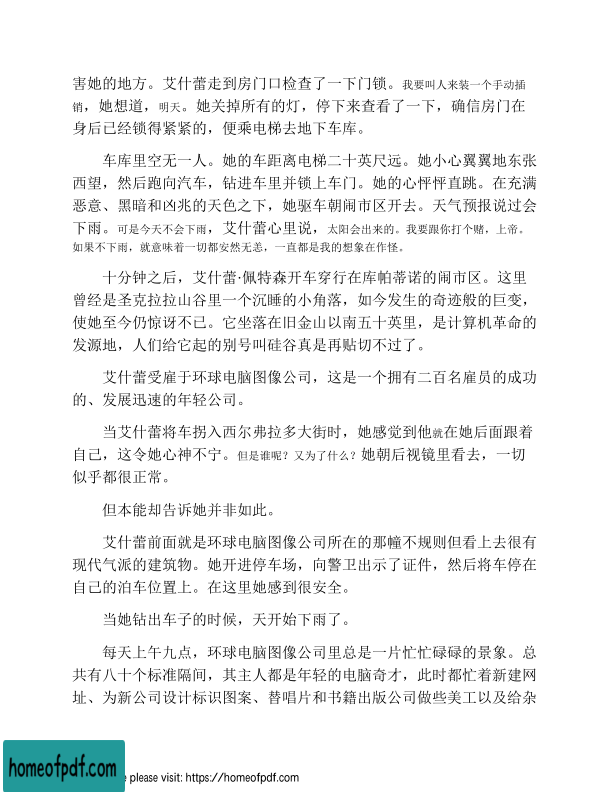 害她的地方。艾什蕾走到房门口检查了一下门锁。我要叫人来装一个手动插
销，她想道，明天。她关掉所有的灯，停下来查看了一下，确信房门在
身后已经锁得紧紧的，便乘电梯去地下车库。
车库里空无一人。她的车距离电梯二十英尺远。她小心翼翼地东张
西望，然后跑向汽车，钻进车里并锁上车门。她的心怦怦直跳。在充满
恶意、黑暗和凶兆的天色之下，她驱车朝闹市区开去。天气预报说过会
下雨。可是今天不会下雨，艾什蕾心里说，太阳会出来的。我要跟你打个赌，上帝。
如果不下雨，就意味着一切都安然无恙，一直都是我的想象在作怪。
十分钟之后，艾什蕾·佩特森开车穿行在库帕蒂诺的闹市区。这里
曾经是圣克拉拉山谷里一个沉睡的小角落，如今发生的奇迹般的巨变，
使她至今仍惊讶不已。它坐落在旧金山以南五十英里，是计算机革命的
发源地，人们给它起的别号叫硅谷真是再贴切不过了。
艾什蕾受雇于环球电脑图像公司，这是一个拥有二百名雇员的成功
的、发展迅速的年轻公司。
当艾什蕾将车拐入西尔弗拉多大街时，她感觉到他就在她后面跟着
自己，这令她心神不宁。但是谁呢？又为了什么？她朝后视镜里看去，一切
似乎都很正常。
但本能却告诉她并非如此。
艾什蕾前面就是环球电脑图像公司所在的那幢不规则但看上去很有
现代气派的建筑物。她开进停车场，向警卫出示了证件，然后将车停在
自己的泊车位置上。在这里她感到很安全。
当她钻出车子的时候，天开始下雨了。
每天上午九点，环球电脑图像公司里总是一片忙忙碌碌的景象。总
共有八十个标准隔间，其主人都是年轻的电脑奇才，此时都忙着新建网
址、为新公司设计标识图案、替唱片和书籍出版公司做些美工以及给杂
homeofpdf.com
e please visit: https://homeofpdf.com